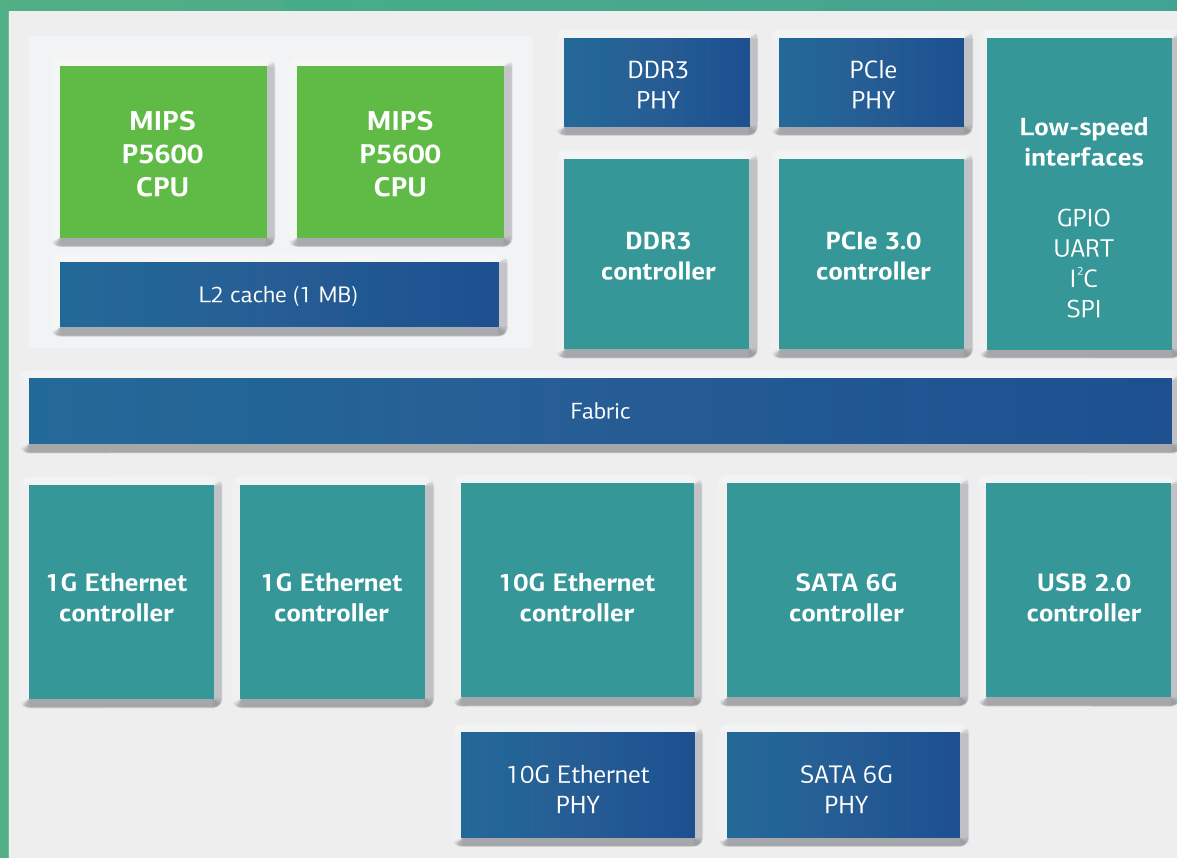 MIPS
P5600
CPU
MIPS
P5600
CPU
L2 cache (1 MB)
DDR3
PHY
PCIe
PHY
DDR3
controller
PCIe 3.0
controller
Low-speed
interfaces
GPIO
UART
I²C
SPI
Fabric
1G Ethernet
controller
1G Ethernet
controller
10G Ethernet
controller
SATA 6G
controller
USB 2.0
controller
10G Ethernet
PHY
SATA 6G
PHY